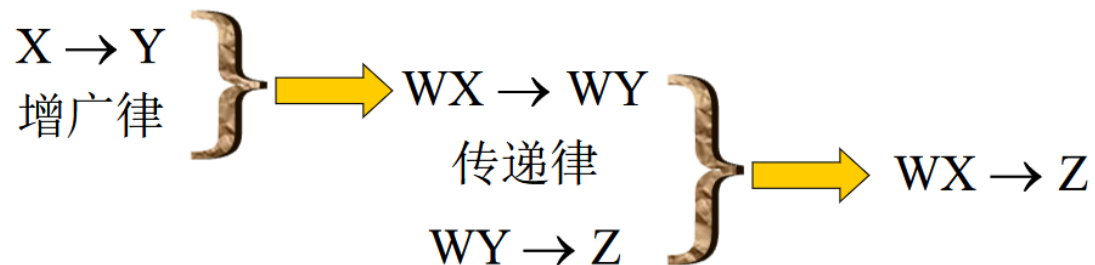 X → Y
增广律
WX → WY
传递律
WY → Z
WX → Z